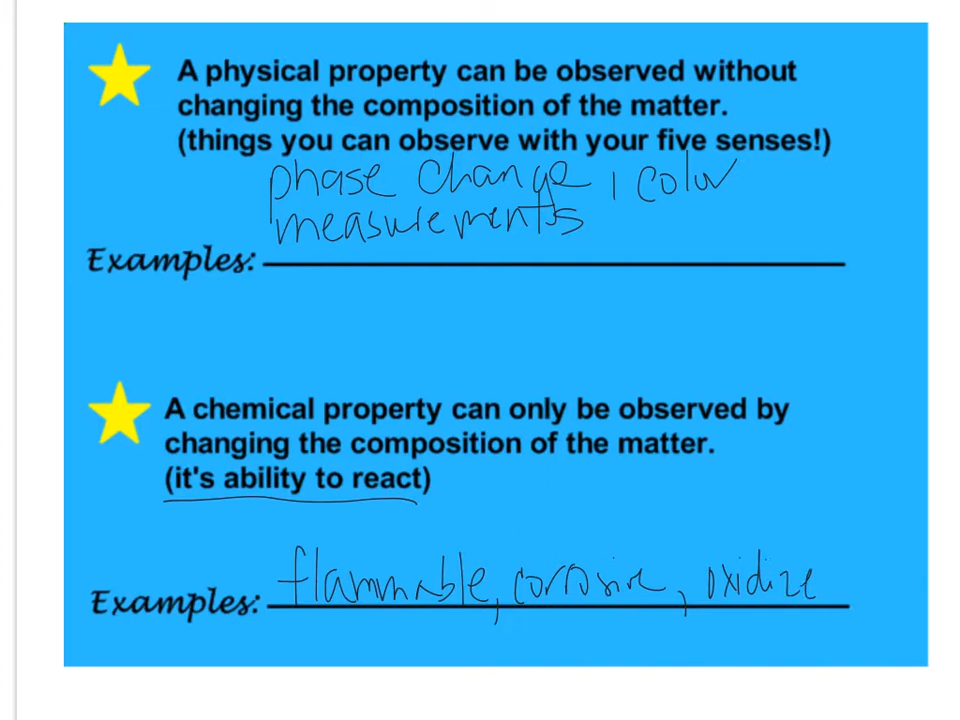 A physical property can be observed without
changing the composition of the matter.
(things you can observe with your five senses!)
phase change, color
measurements
Examples:
A chemical property can only be observed by
changing the composition of the matter.
(it's ability to react)
Examples: flammable, corrosive, oxidize